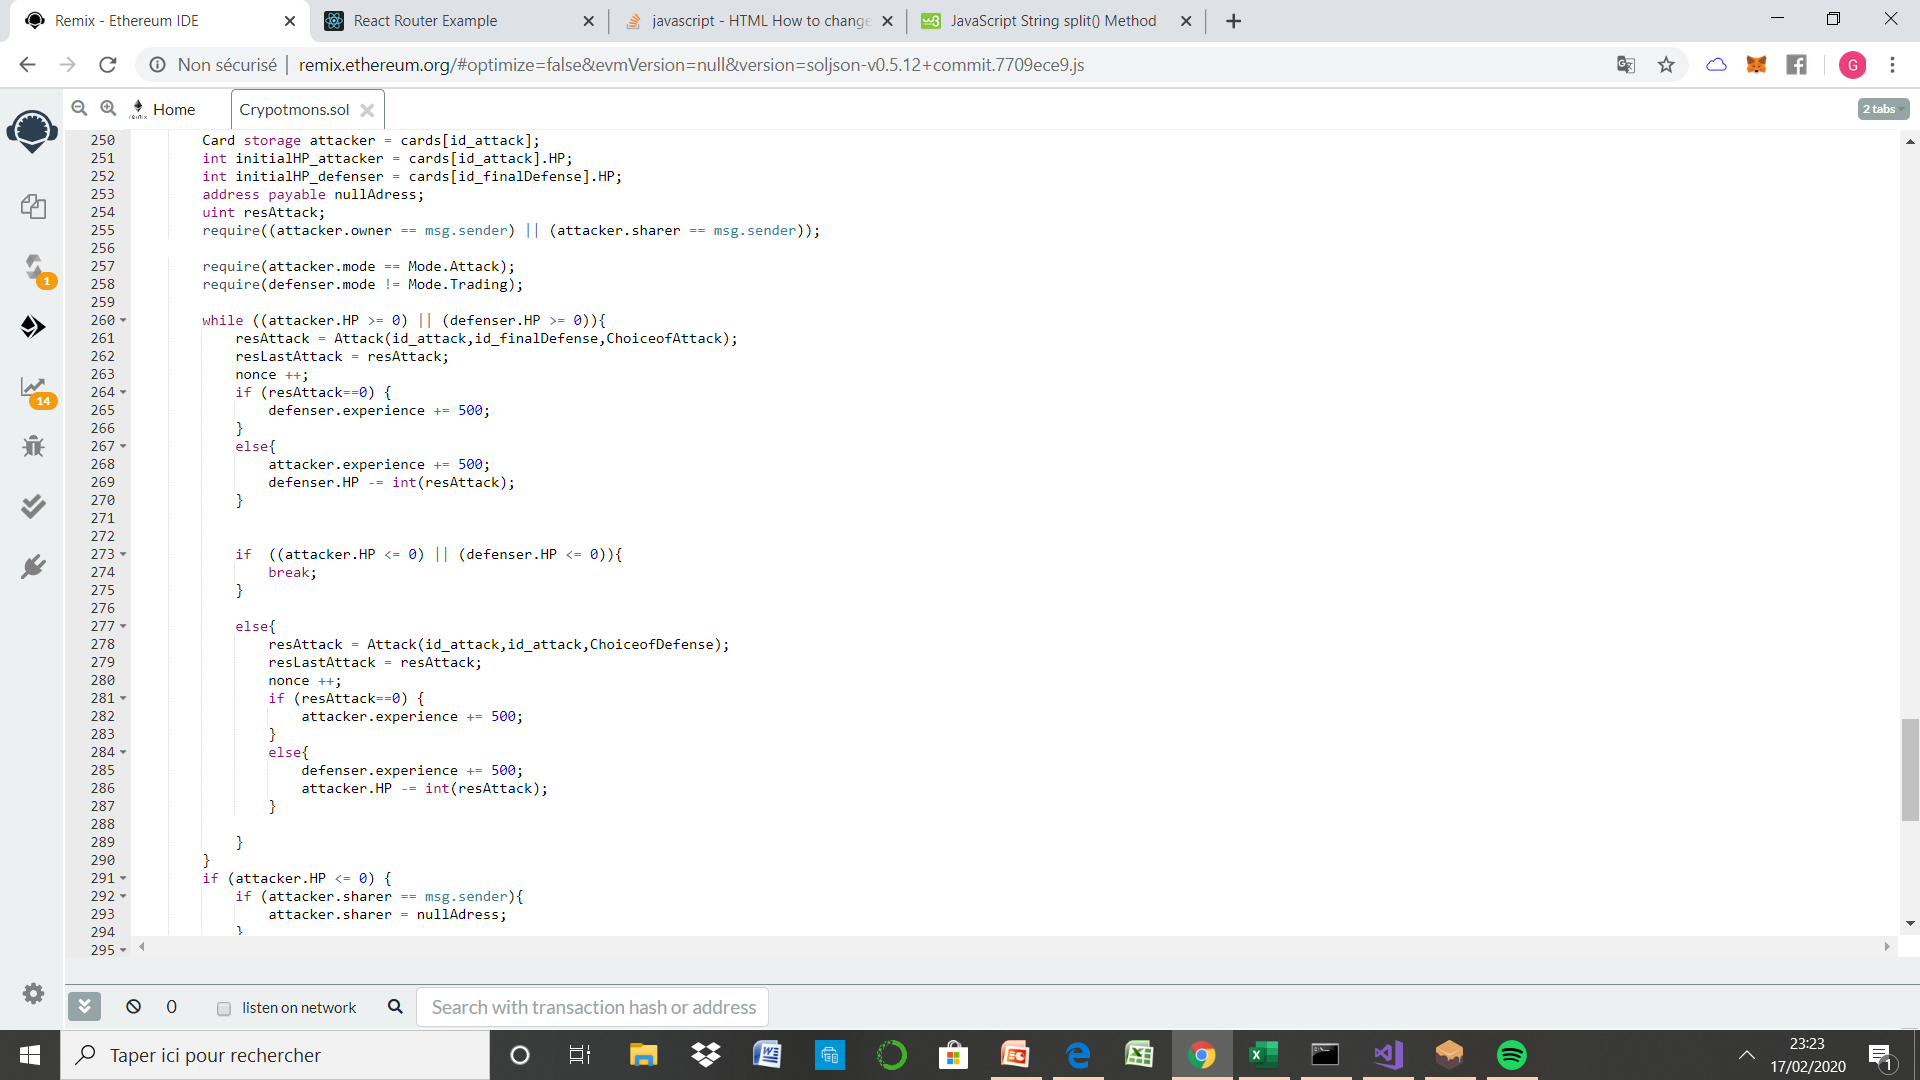 Remix - Ethereum IDE
React Router Example
javascript - HTML How to change
JavaScript String split() Method
Non sécurisé | remix.ethereum.org/#optimize=false&evmVersion=null&version=soljson-v0.5.12+commit.7709ece9.js
G
Home
Crypotmons.sol
2 tabs
250 Card storage attacker = cards[id_attack];
251 int initialHP_attacker = cards[id_attack].HP;
252 int initialHP_defenser = cards[id_finalDefense].HP;
253 address payable nullAdress;
254 uint resAttack;
255 require((attacker.owner == msg.sender) || (attacker.sharer == msg.sender));
256
257 require(attacker.mode == Mode.Attack);
258 require(defenser.mode != Mode.Trading);
259
260 while ((attacker.HP >= 0) || (defenser.HP >= 0)){
261 resAttack = Attack(id_attack,id_finalDefense,ChoiceofAttack);
262 resLastAttack = resAttack;
263 nonce ++;
264 if (resAttack==0) {
265 defenser.experience += 500;
266 }
267 else{
268 attacker.experience += 500;
269 defenser.HP -= int(resAttack);
270 }
271
272
273 if  ((attacker.HP <= 0) || (defenser.HP <= 0)){
274 break;
275 }
276
277 else{
278 resAttack = Attack(id_attack,id_attack,ChoiceofDefense);
279 resLastAttack = resAttack;
280 nonce ++;
281 if (resAttack==0) {
282 attacker.experience += 500;
283 }
284 else{
285 defenser.experience += 500;
286 attacker.HP -= int(resAttack);
287 }
288
289 }
290 }
291 if (attacker.HP <= 0) {
292 if (attacker.sharer == msg.sender){
293 attacker.sharer = nullAdress;
294 }
295
1
14
0
listen on network
Search with transaction hash or address
Taper ici pour rechercher
23:23
17/02/2020
1